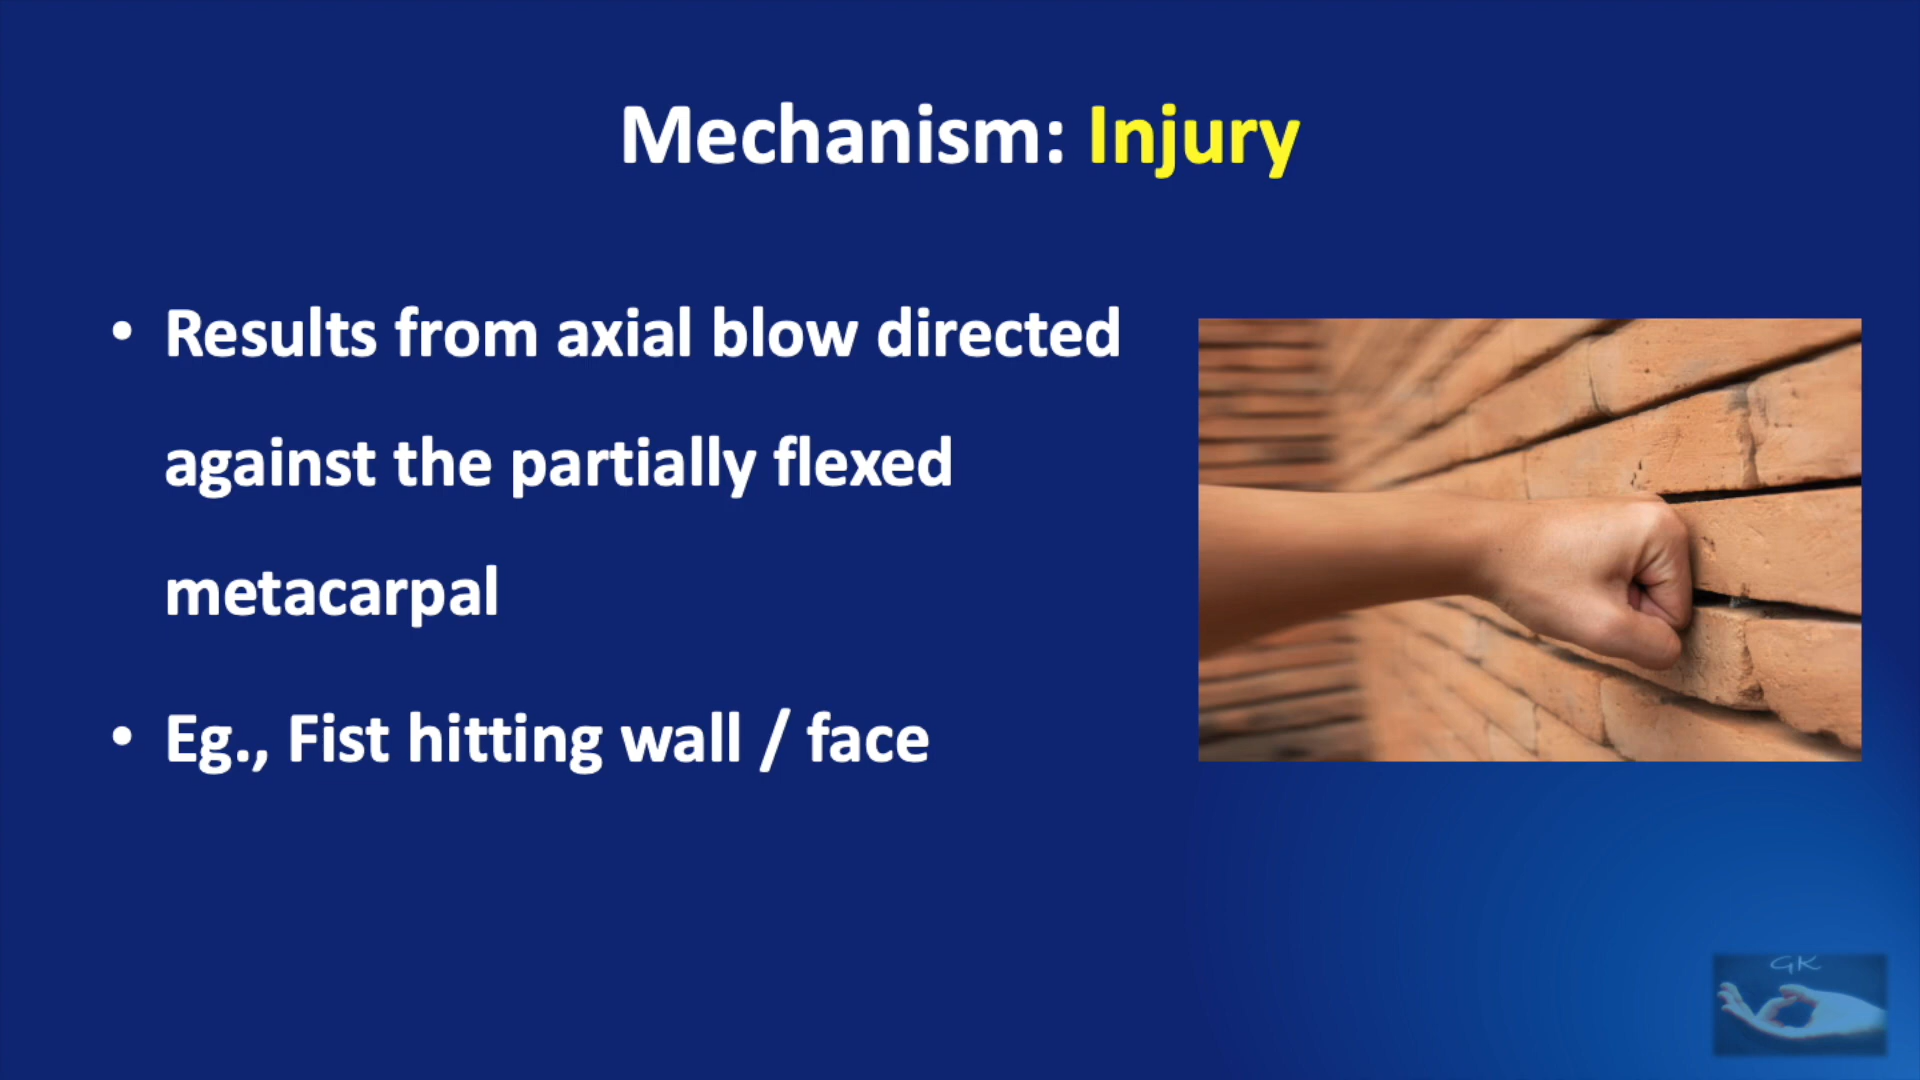 Mechanism: Injury
• Results from axial blow directed
against the partially flexed
metacarpal
• Eg., Fist hitting wall / face
GK